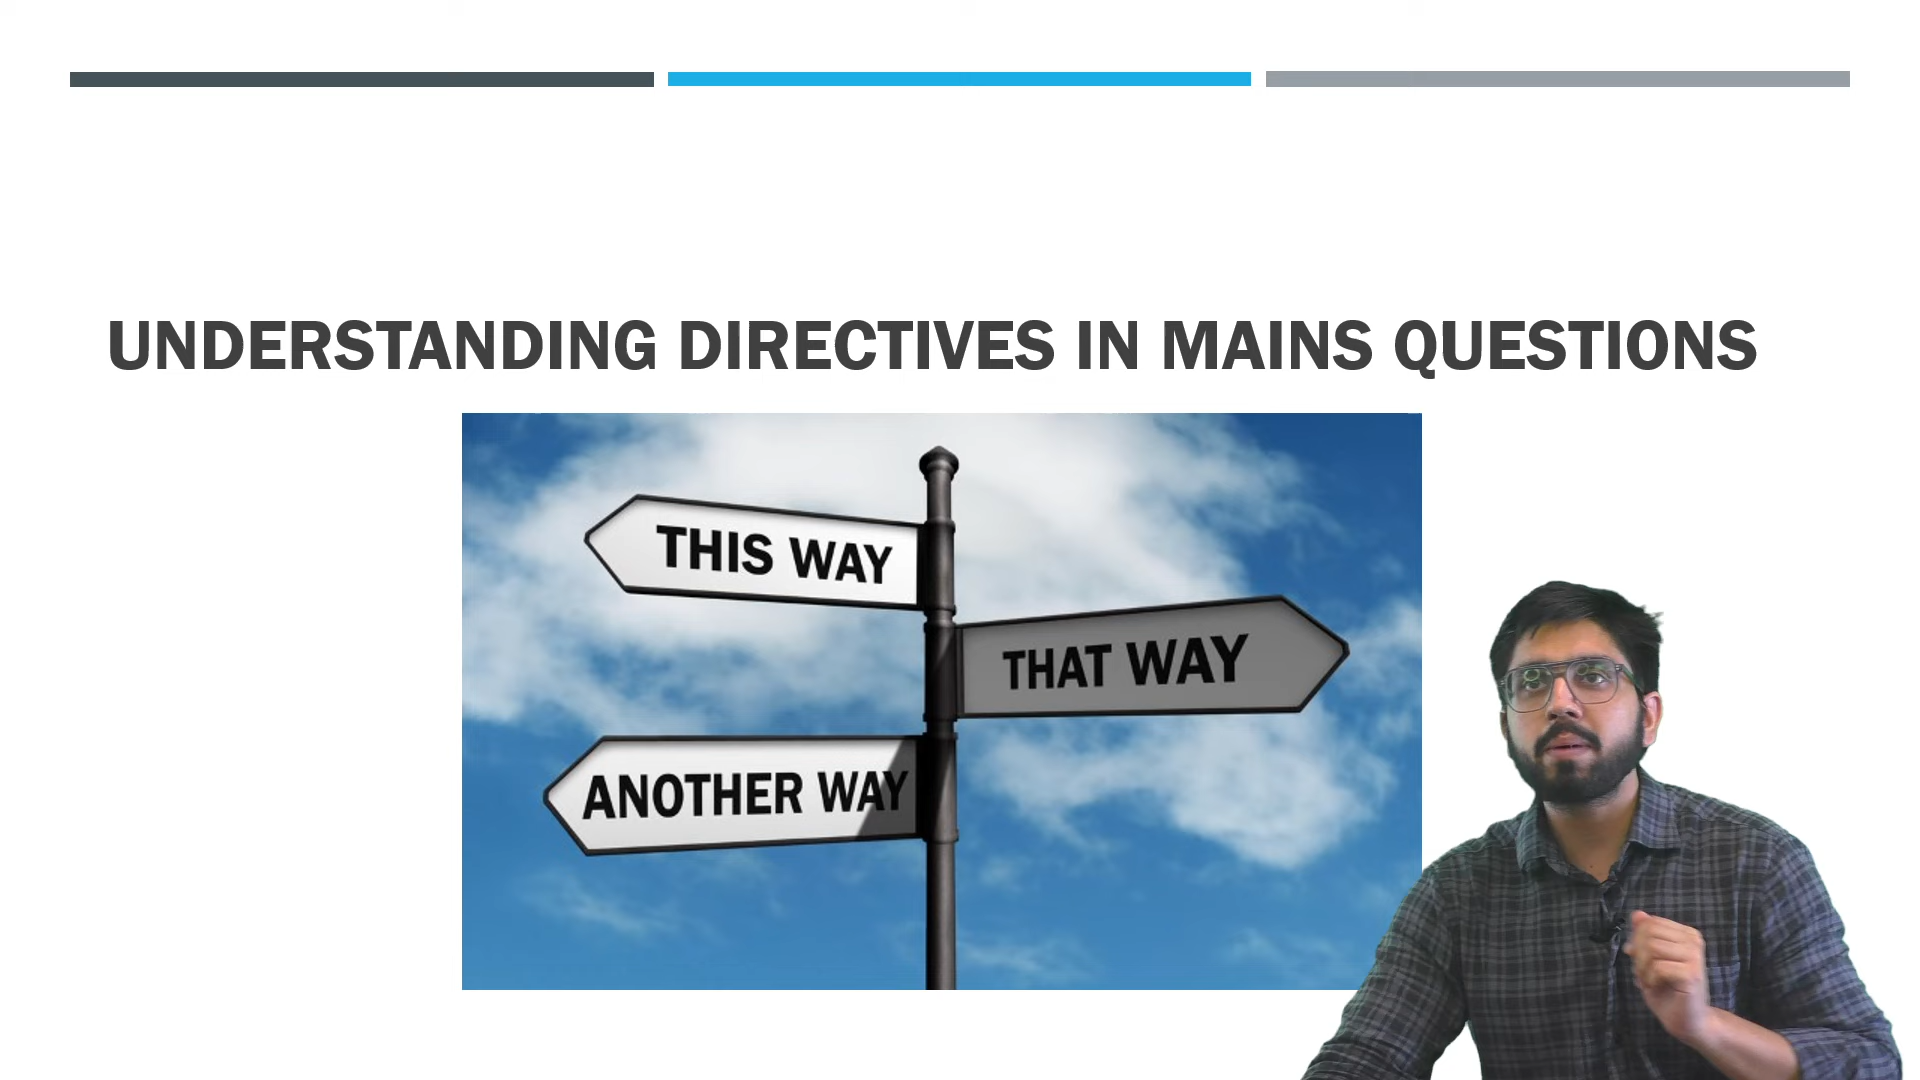 UNDERSTANDING DIRECTIVES IN MAINS QUESTIONS
THIS WAY
THAT WAY
ANOTHER WAY